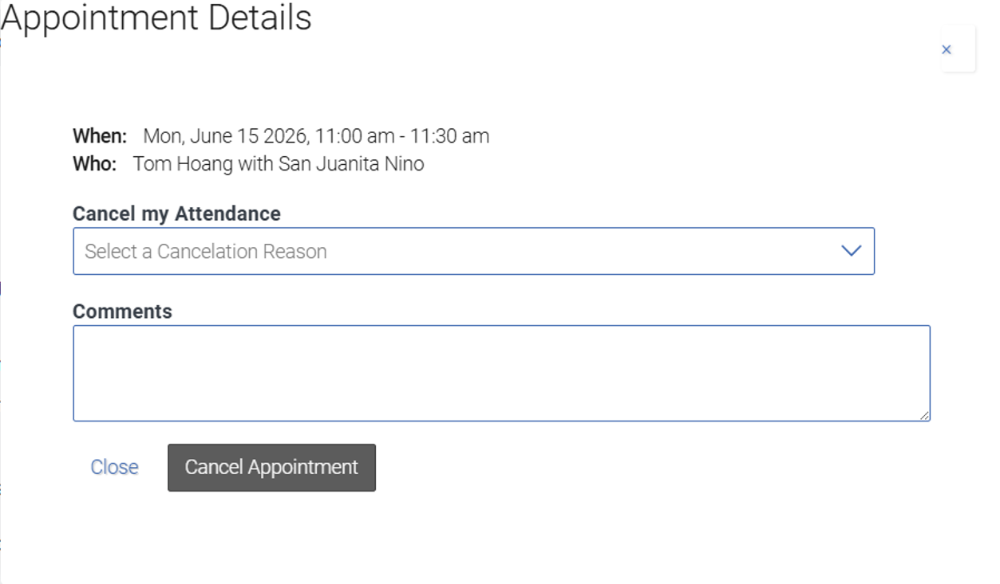 Appointment Details
×
When: Mon, June 15 2026, 11:00 am - 11:30 am
Who: Tom Hoang with San Juanita Nino
Cancel my Attendance
Select a Cancelation Reason
Comments
Close Cancel Appointment